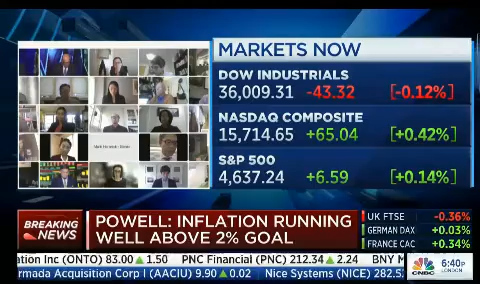 MARKETS NOW
DOW INDUSTRIALS
36,009.31 -43.32 [-0.12%]
NASDAQ COMPOSITE
15,714.65 +65.04 [+0.42%]
S&P 500
4,637.24 +6.59 [+0.14%]
BREAKING NEWS
POWELL: INFLATION RUNNING
WELL ABOVE 2% GOAL
UK FTSE -0.36%
GERMAN DAX +0.03%
FRANCE CAC +0.34%
ation Inc (ONTO) 83.00 ▲ 1.50 PNC Financial (PNC) 212.34 ▲ 2.24 BNY M
rmada Acquisition Corp I (AACIU) 9.90 ▲ 0.02 Nice Systems (NICE) 282.5
CNBC
6:40p
LONDON